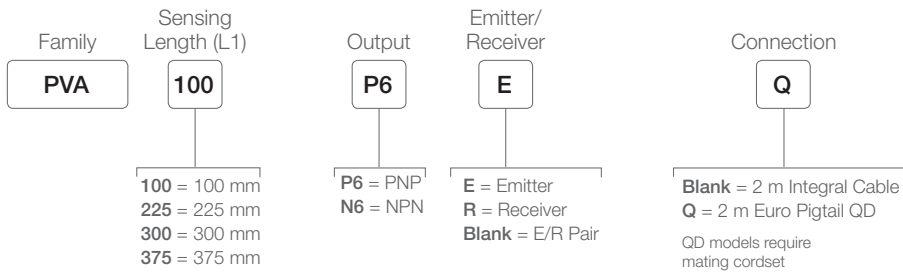 Family
Sensing
Length (L1)
Output
Emitter/
Receiver
Connection
PVA
100
P6
E
Q
100 = 100 mm
225 = 225 mm
300 = 300 mm
375 = 375 mm
P6 = PNP
N6 = NPN
E = Emitter
R = Receiver
Blank = E/R Pair
Blank = 2 m Integral Cable
Q = 2 m Euro Pigtail QD
QD models require
mating cordset